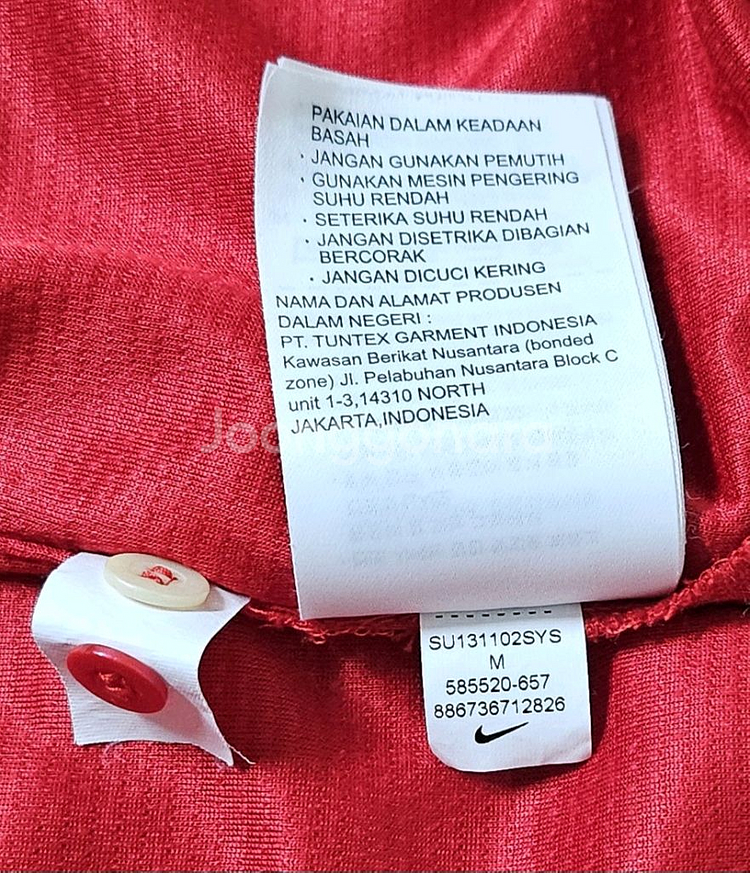 PAKAIAN DALAM KEADAAN
BASAH
· JANGAN GUNAKAN PEMUTIH
· GUNAKAN MESIN PENGERING
SUHU RENDAH
· SETERIKA SUHU RENDAH
· JANGAN DISETRIKA DIBAGIAN
BERCORAK
· JANGAN DICUCI KERING
NAMA DAN ALAMAT PRODUSEN
DALAM NEGERI :
PT. TUNTEX GARMENT INDONESIA
Kawasan Berikat Nusantara (bonded
zone) Jl. Pelabuhan Nusantara Block C
unit 1-3,14310 NORTH
JAKARTA,INDONESIA
SU131102SYS
M
585520-657
886736712826